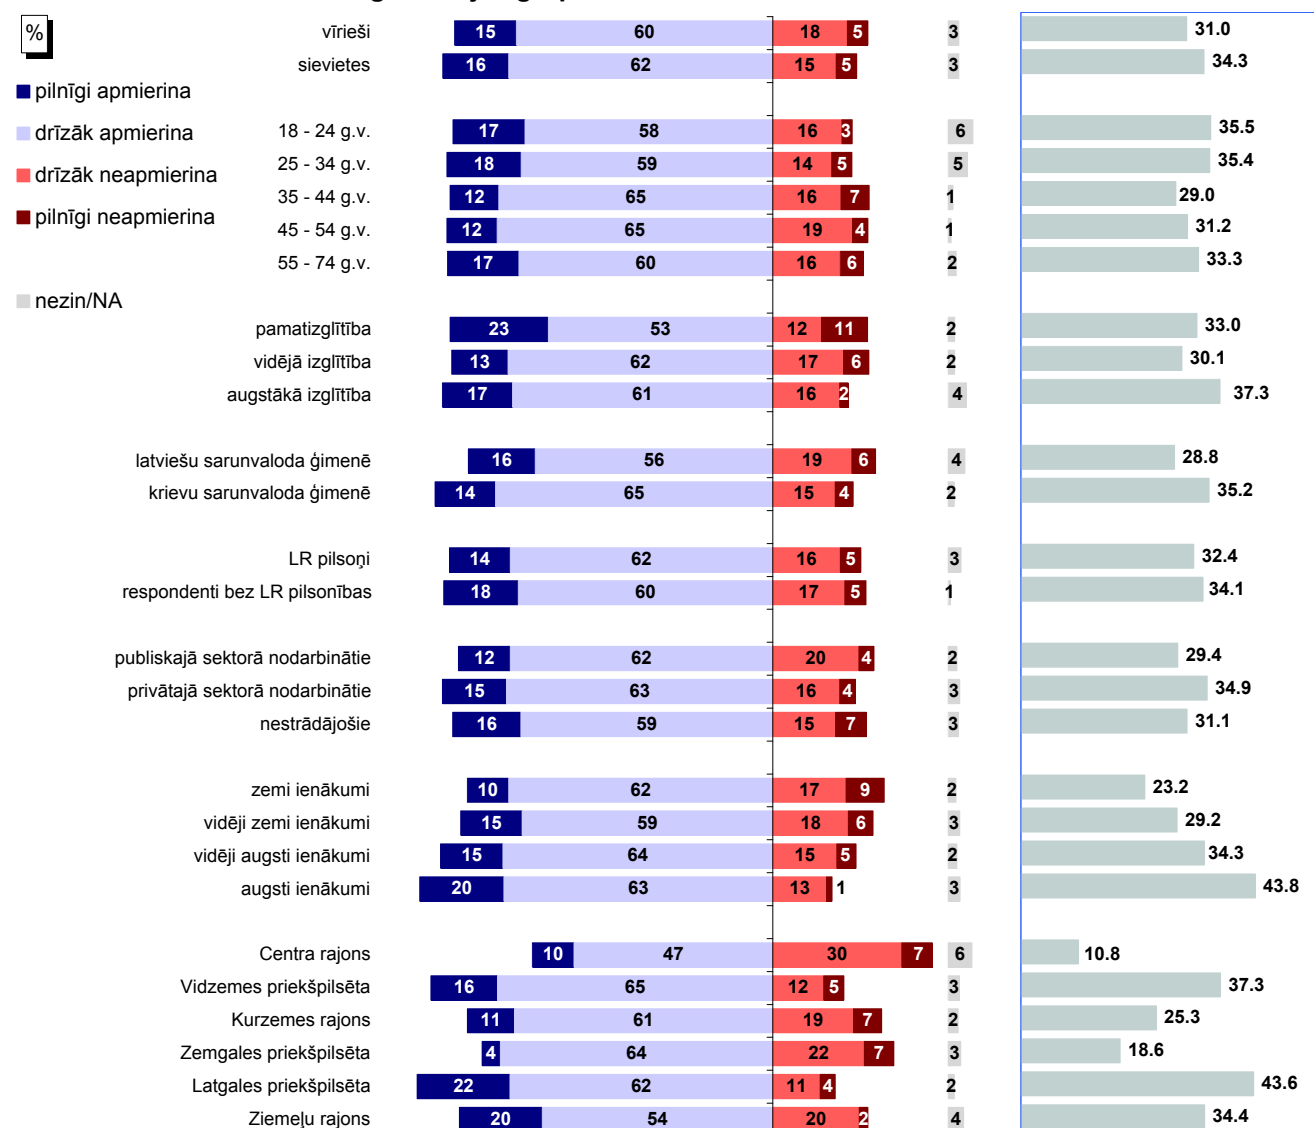 %
pilnīgi apmierina
drīzāk apmierina
drīzāk neapmierina
pilnīgi neapmierina
nezin/NA
vīrieši 15 60 18 5 3 31.0
sievietes 16 62 15 5 3 34.3
18 - 24 g.v. 17 58 16 3 6 35.5
25 - 34 g.v. 18 59 14 5 5 35.4
35 - 44 g.v. 12 65 16 7 1 29.0
45 - 54 g.v. 12 65 19 4 1 31.2
55 - 74 g.v. 17 60 16 6 2 33.3
pamatizglītība 23 53 12 11 2 33.0
vidējā izglītība 13 62 17 6 2 30.1
augstākā izglītība 17 61 16 2 4 37.3
latviešu sarunvaloda ģimenē 16 56 19 6 4 28.8
krievu sarunvaloda ģimenē 14 65 15 4 2 35.2
LR pilsoņi 14 62 16 5 3 32.4
respondenti bez LR pilsonības 18 60 17 5 1 34.1
publiskajā sektorā nodarbinātie 12 62 20 4 2 29.4
privātajā sektorā nodarbinātie 15 63 16 4 3 34.9
nestrādājošie 16 59 15 7 3 31.1
zemi ienākumi 10 62 17 9 2 23.2
vidēji zemi ienākumi 15 59 18 6 3 29.2
vidēji augsti ienākumi 15 64 15 5 2 34.3
augsti ienākumi 20 63 13 1 3 43.8
Centra rajons 10 47 30 7 6 10.8
Vidzemes priekšpilsēta 16 65 12 5 3 37.3
Kurzemes rajons 11 61 19 7 2 25.3
Zemgales priekšpilsēta 4 64 22 7 3 18.6
Latgales priekšpilsēta 22 62 11 4 2 43.6
Ziemeļu rajons 20 54 20 2 4 34.4